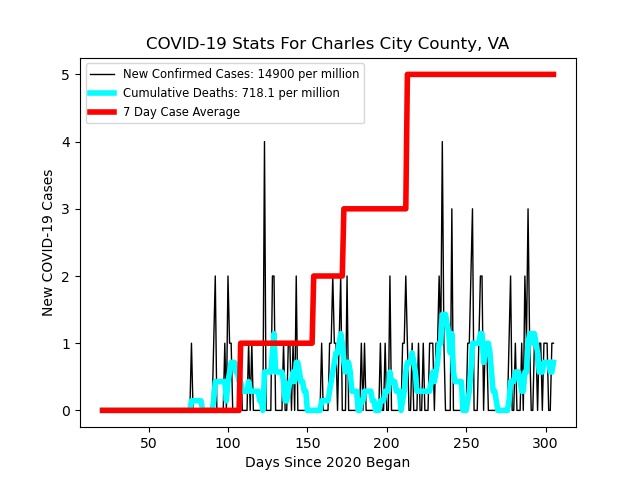 COVID-19 Stats For Charles City County, VA
New Confirmed Cases: 14900 per million
Cumulative Deaths: 718.1 per million
7 Day Case Average
5
4
3
2
1
0
New COVID-19 Cases
50 100 150 200 250 300
Days Since 2020 Began